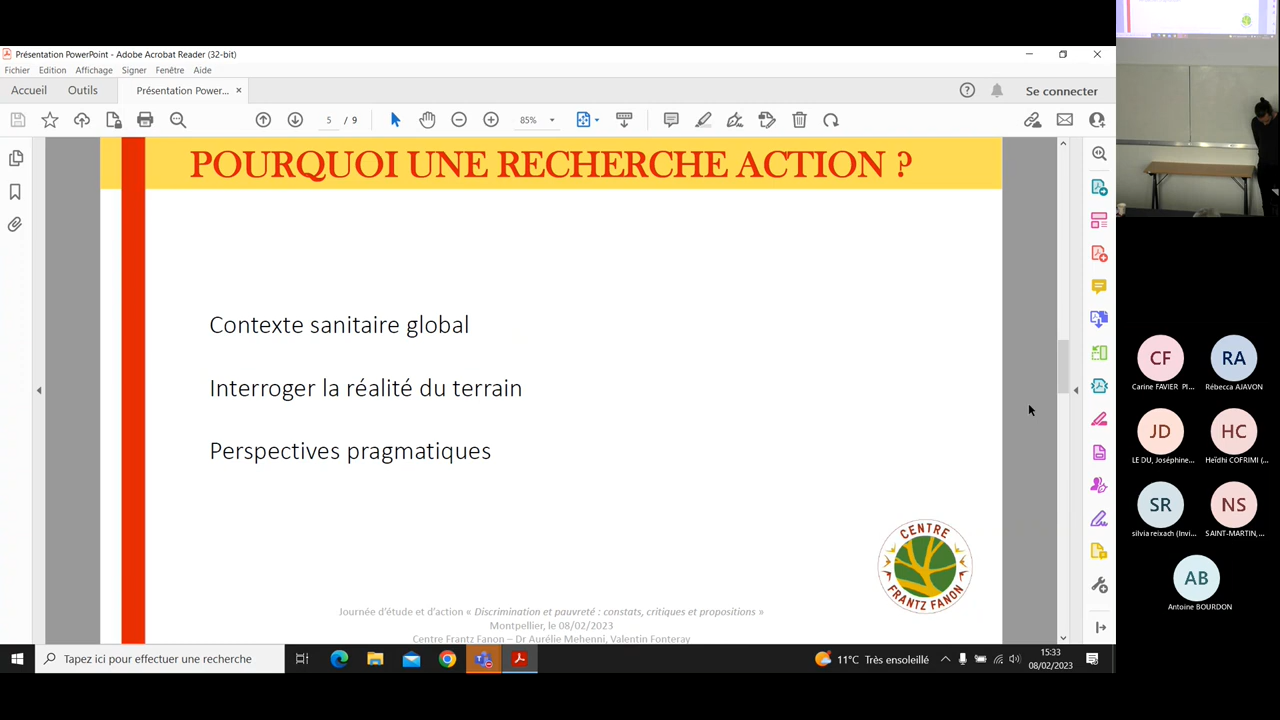 Présentation PowerPoint - Adobe Acrobat Reader (32-bit)
Fichier Edition Affichage Signer Fenêtre Aide
Accueil Outils Présentation Power... × Se connecter
5 / 9 85%
POURQUOI UNE RECHERCHE ACTION ?
Contexte sanitaire global
Interroger la réalité du terrain
Perspectives pragmatiques
CENTRE
FRANTZ FANON
Journée d'étude et d'action « Discrimination et pauvreté : constats, critiques et propositions »
Montpellier, le 08/02/2023
Centre Frantz Fanon – Dr Aurélie Mehenni, Valentin Fonteray
CF RA
Carine FAVIER PI... Rébecca AJAVON
JD HC
LE DU, Joséphine... Heïdhi COFRIMI (...
SR NS
silvia reixach (Invi... SAINT-MARTIN,...
AB
Antoine BOURDON
Tapez ici pour effectuer une recherche
11°C Très ensoleillé
15:33
08/02/2023